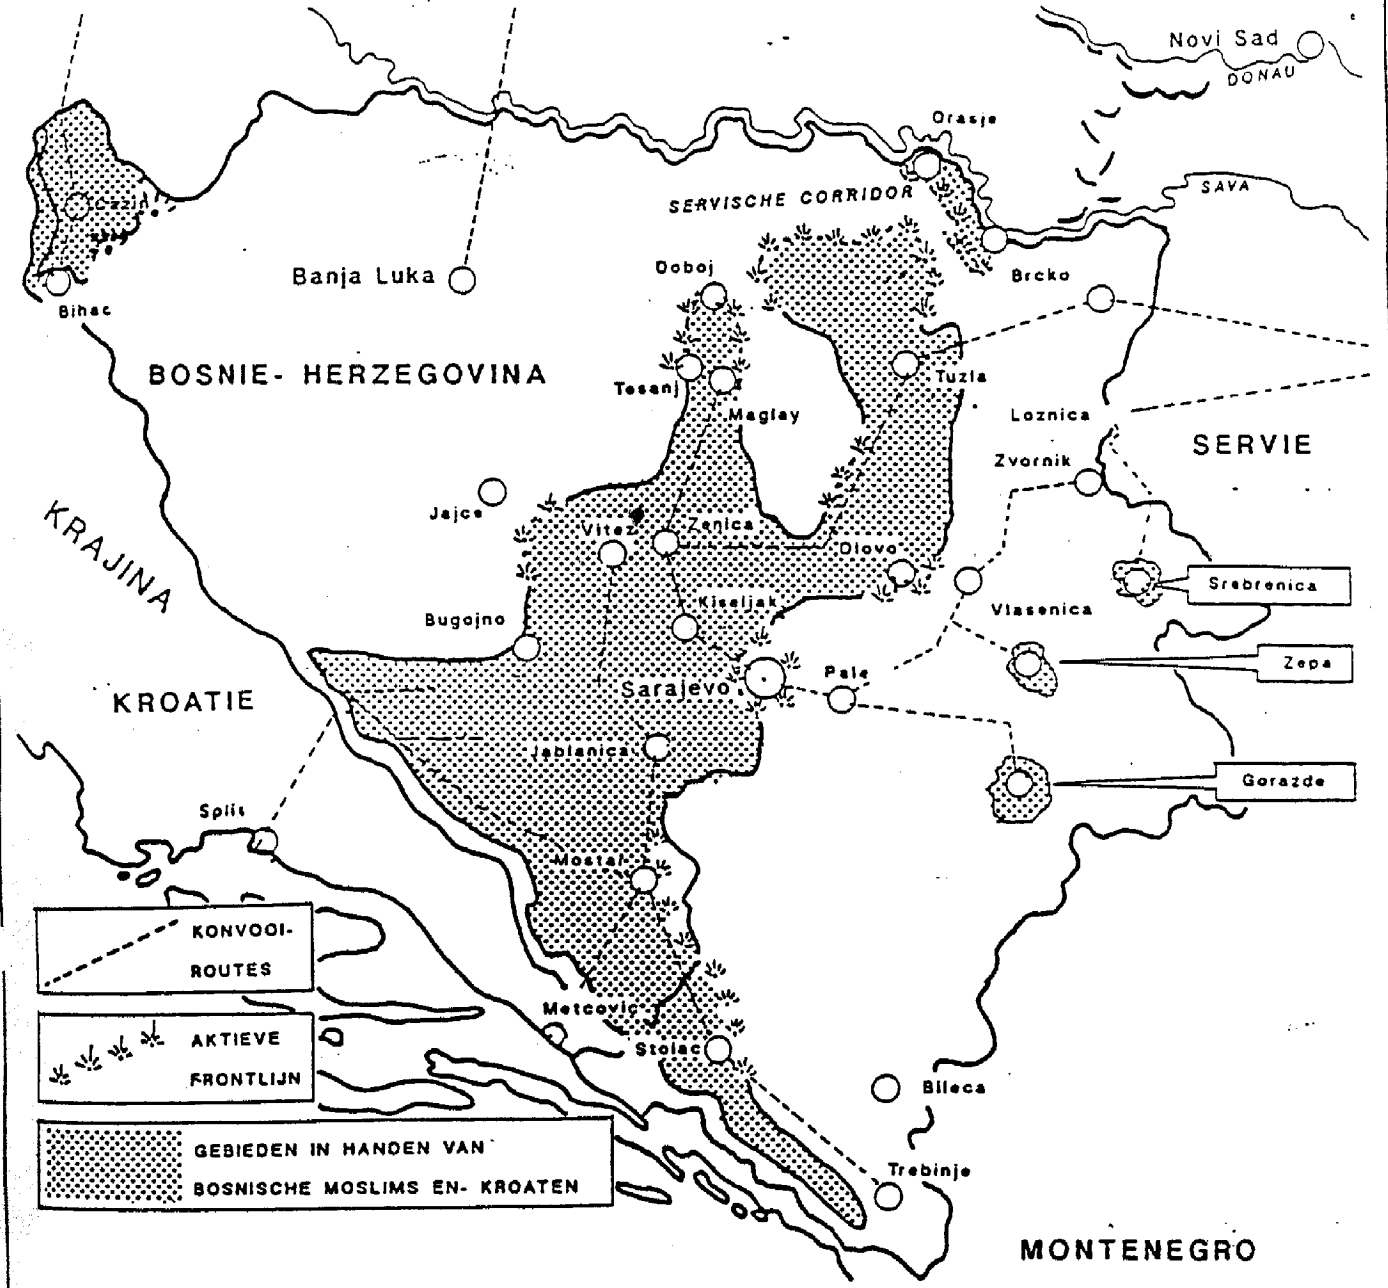 Novi Sad
DONAU
Orasje
SAVA
SERVISCHE CORRIDOR
Cazin
Doboj
Brcko
Banja Luka
Bihac
BOSNIE- HERZEGOVINA
Tesanj
Tuzla
Maglay
Loznica
SERVIE
Zvornik
Jajce
KRAJINA
Vitez
Zenica
Olovo
Srebrenica
Kiseljak
Vlasenica
Bugojno
Zepa
Pale
Sarajevo
KROATIE
Jablanica
Gorazde
Split
Mostar
KONVOOI-
ROUTES
Metcovic
AKTIEVE
FRONTLIJN
Stolac
Bileca
GEBIEDEN IN HANDEN VAN
BOSNISCHE MOSLIMS EN- KROATEN
Trebinje
MONTENEGRO